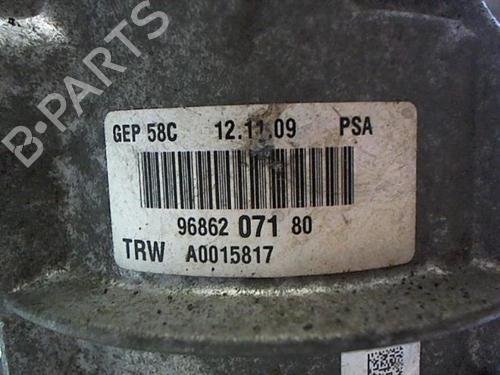 B-PARTS
GEP 58C 12.11.09 PSA
96862 071 80
TRW A0015817